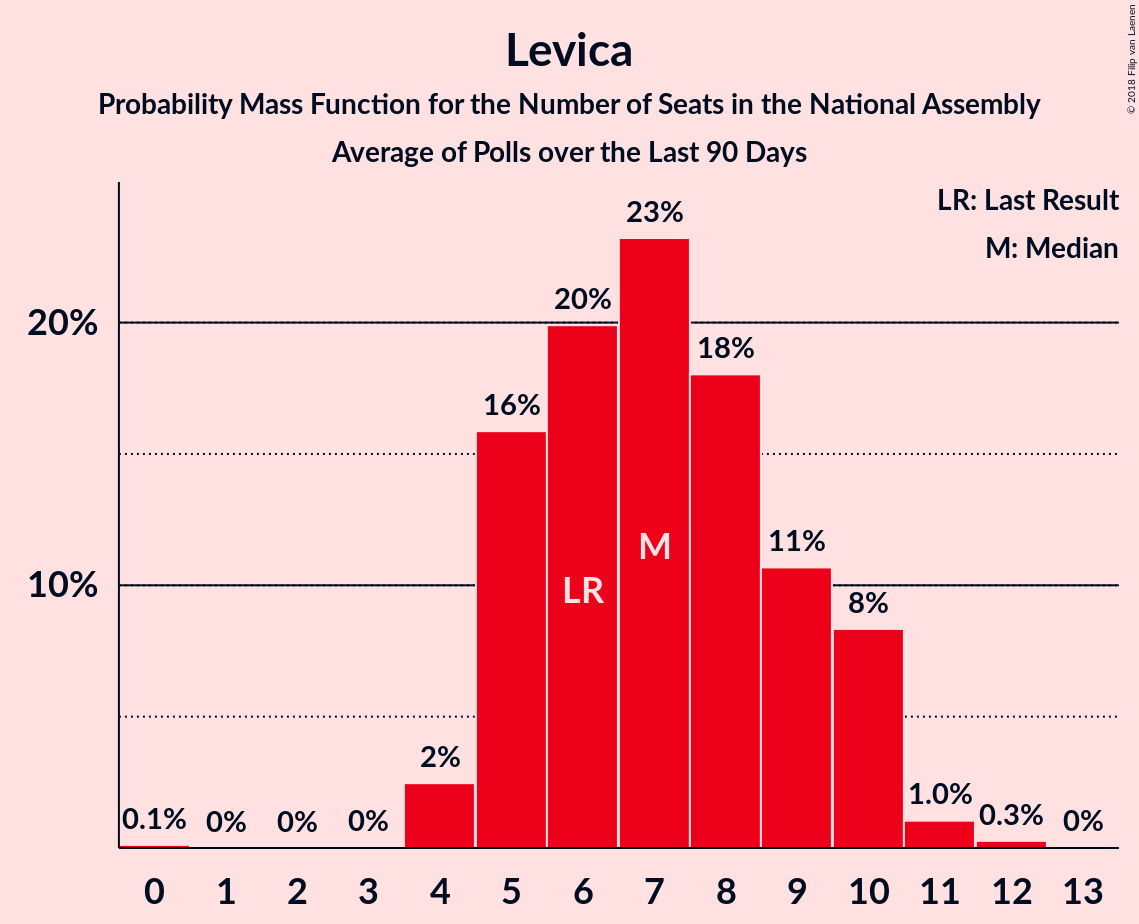 Levica
Probability Mass Function for the Number of Seats in the National Assembly
Average of Polls over the Last 90 Days
© 2018 Filip van Laenen
LR: Last Result
M: Median
20%
10%
0.1%
0%
0%
0%
2%
16%
20%
23%
18%
11%
8%
1.0%
0.3%
0%
LR
M
0 1 2 3 4 5 6 7 8 9 10 11 12 13